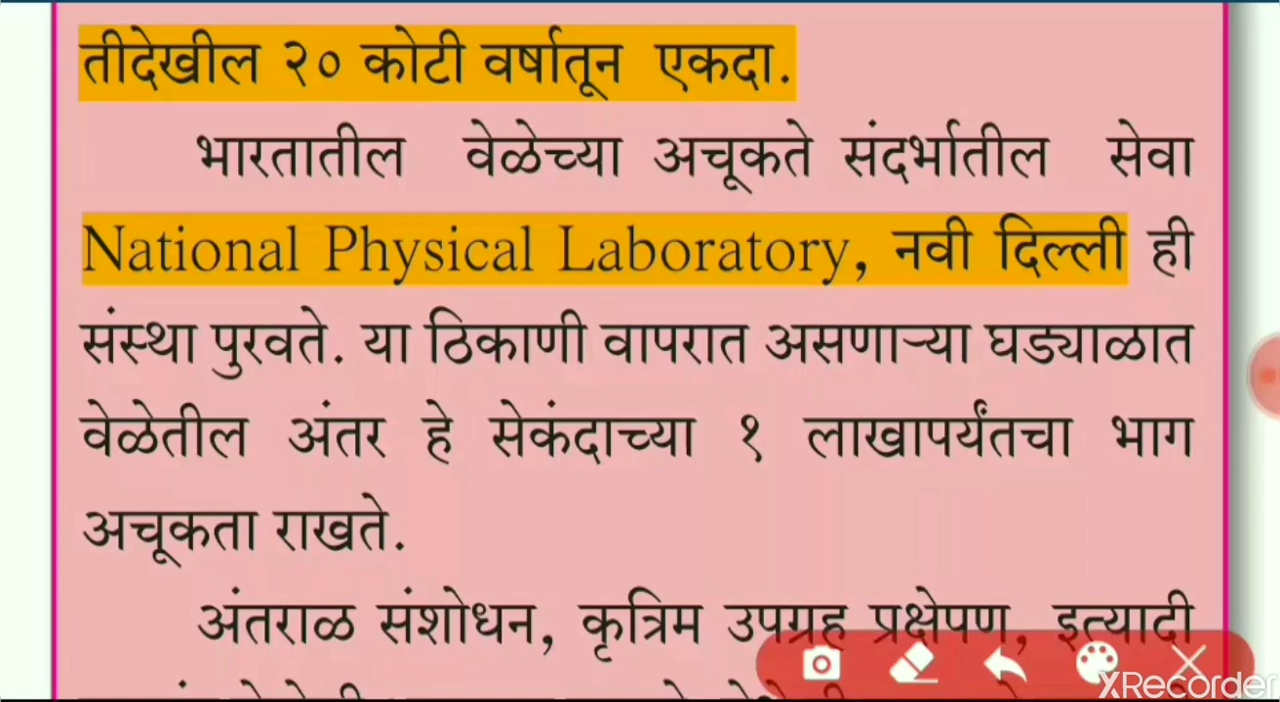 तीदेखील २० कोटी वर्षातून एकदा.
भारतातील वेळेच्या अचूकते संदर्भातील सेवा
National Physical Laboratory, नवी दिल्ली ही
संस्था पुरवते. या ठिकाणी वापरात असणाऱ्या घड्याळात
वेळेतील अंतर हे सेकंदाच्या १ लाखापर्यंतचा भाग
अचूकता राखते.
अंतराळ संशोधन, कृत्रिम उपग्रह प्रक्षेपण, इत्यादी
XRecorder